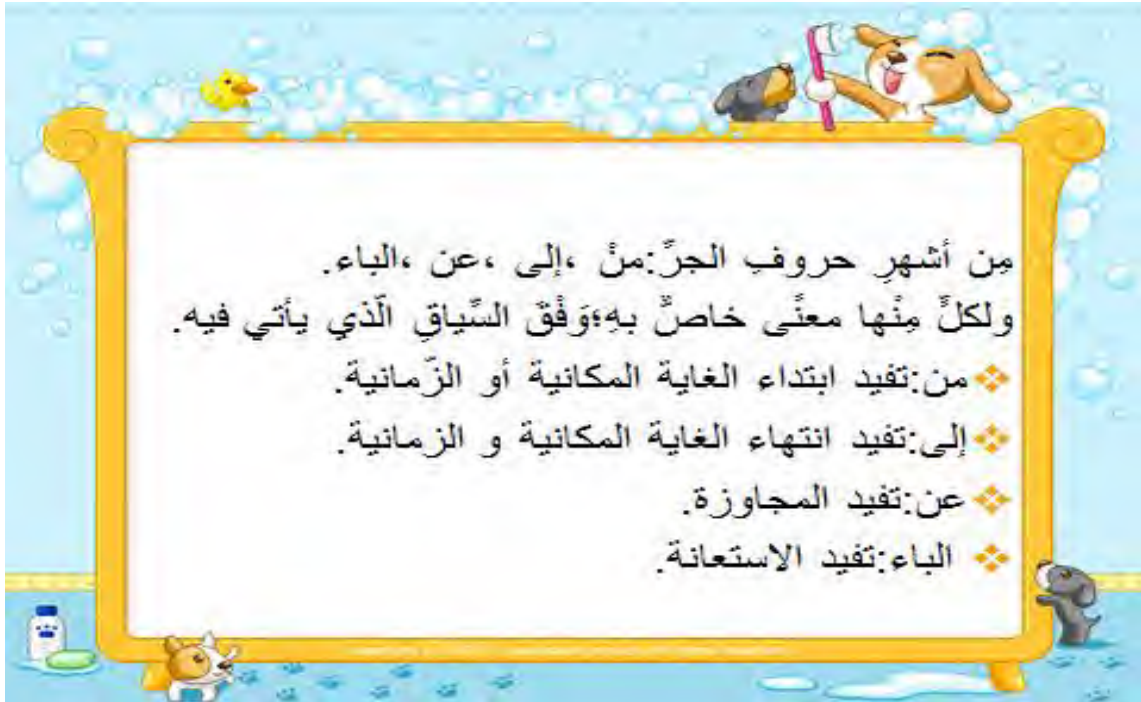 مِن أشهرِ حروفِ الجرِّ:منْ ،إلى ،عن ،الباء.
ولكلٍّ مِنْها معنًى خاصٌّ بهِ؛وَفْقَ السِّياقِ الّذي يأتي فيه.
❖من:تفيد ابتداء الغاية المكانية أو الزّمانية.
❖إلى:تفيد انتهاء الغاية المكانية و الزمانية.
❖عن:تفيد المجاوزة.
❖ الباء:تفيد الاستعانة.